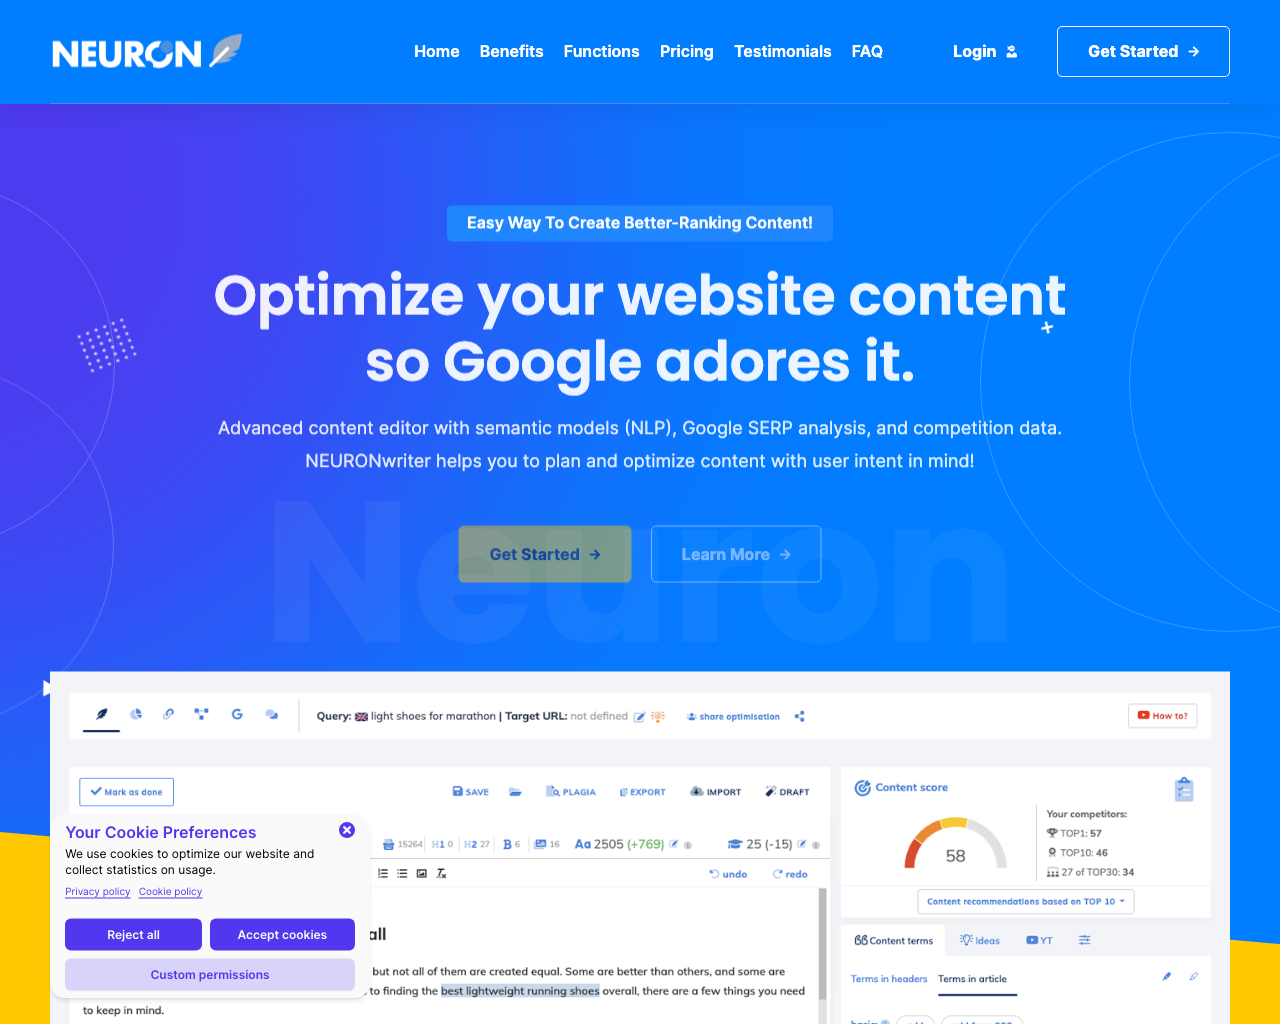 NEURON
Home Benefits Functions Pricing Testimonials FAQ Login Get Started
Easy Way To Create Better-Ranking Content!
Optimize your website content
so Google adores it.
Advanced content editor with semantic models (NLP), Google SERP analysis, and competition data.
NEURONwriter helps you to plan and optimize content with user intent in mind!
Neuron
Get Started Learn More
Query: light shoes for marathon | Target URL: not defined share optimisation How to?
Mark as done SAVE PLAGIA EXPORT IMPORT DRAFT
15264 H1 0 H2 27 B 6 16 Aa 2505 (+769) 25 (-15)
undo redo
all
but not all of them are created equal. Some are better than others, and some are
to finding the best lightweight running shoes overall, there are a few things you need
to keep in mind.
Content score
58
Your competitors:
TOP1: 57
TOP10: 46
27 of TOP30: 34
Content recommendations based on TOP 10
Content terms Ideas YT
Terms in headers Terms in article
Your Cookie Preferences
We use cookies to optimize our website and
collect statistics on usage.
Privacy policy Cookie policy
Reject all Accept cookies
Custom permissions